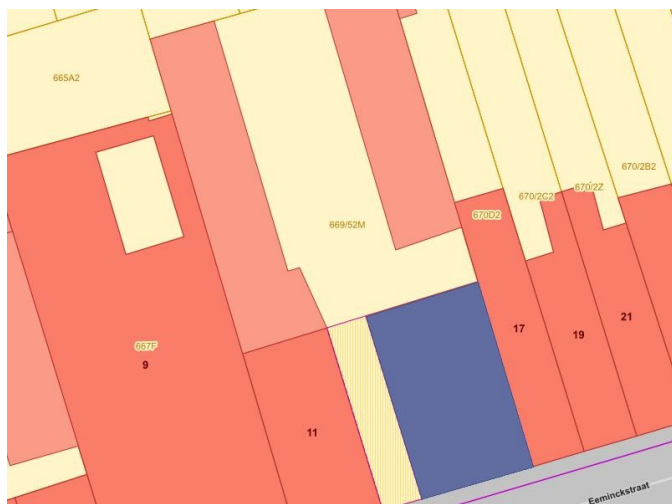 665A2
670/2B2
670/2Z
670/2C2
670D2
669/52M
667F
9
11
17
19
21
Eeminckstraat